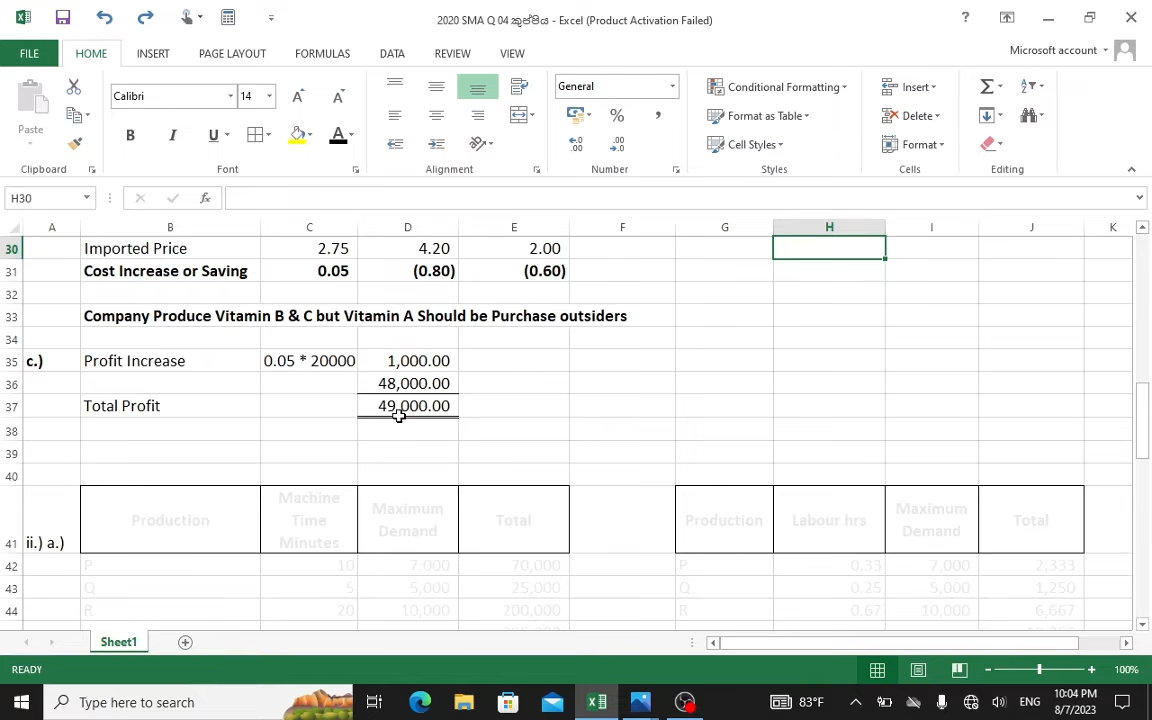 2020 SMA Q 04 කුප්පිය - Excel (Product Activation Failed)
FILE HOME INSERT PAGE LAYOUT FORMULAS DATA REVIEW VIEW Microsoft account
Paste Calibri 14 General Conditional Formatting Insert
Format as Table Delete
B I U A Cell Styles Format
Clipboard Font Alignment Number Styles Cells Editing
H30 fx
A B C D E F G H I J K
30 Imported Price 2.75 4.20 2.00
31 Cost Increase or Saving 0.05 (0.80) (0.60)
32
33 Company Produce Vitamin B & C but Vitamin A Should be Purchase outsiders
34
35 c.) Profit Increase 0.05 * 20000 1,000.00
36 48,000.00
37 Total Profit 49,000.00
38
39
40
41 ii.) a.) Production Machine Time Minutes Maximum Demand Total Production Labour hrs Maximum Demand Total
42 P 10 7,000 70,000 P 0.33 7,000 2,333
43 Q 5 5,000 25,000 Q 0.25 5,000 1,250
44 R 20 10,000 200,000 R 0.67 10,000 6,667
Sheet1
READY 100%
Type here to search 83°F ENG 10:04 PM
8/7/2023